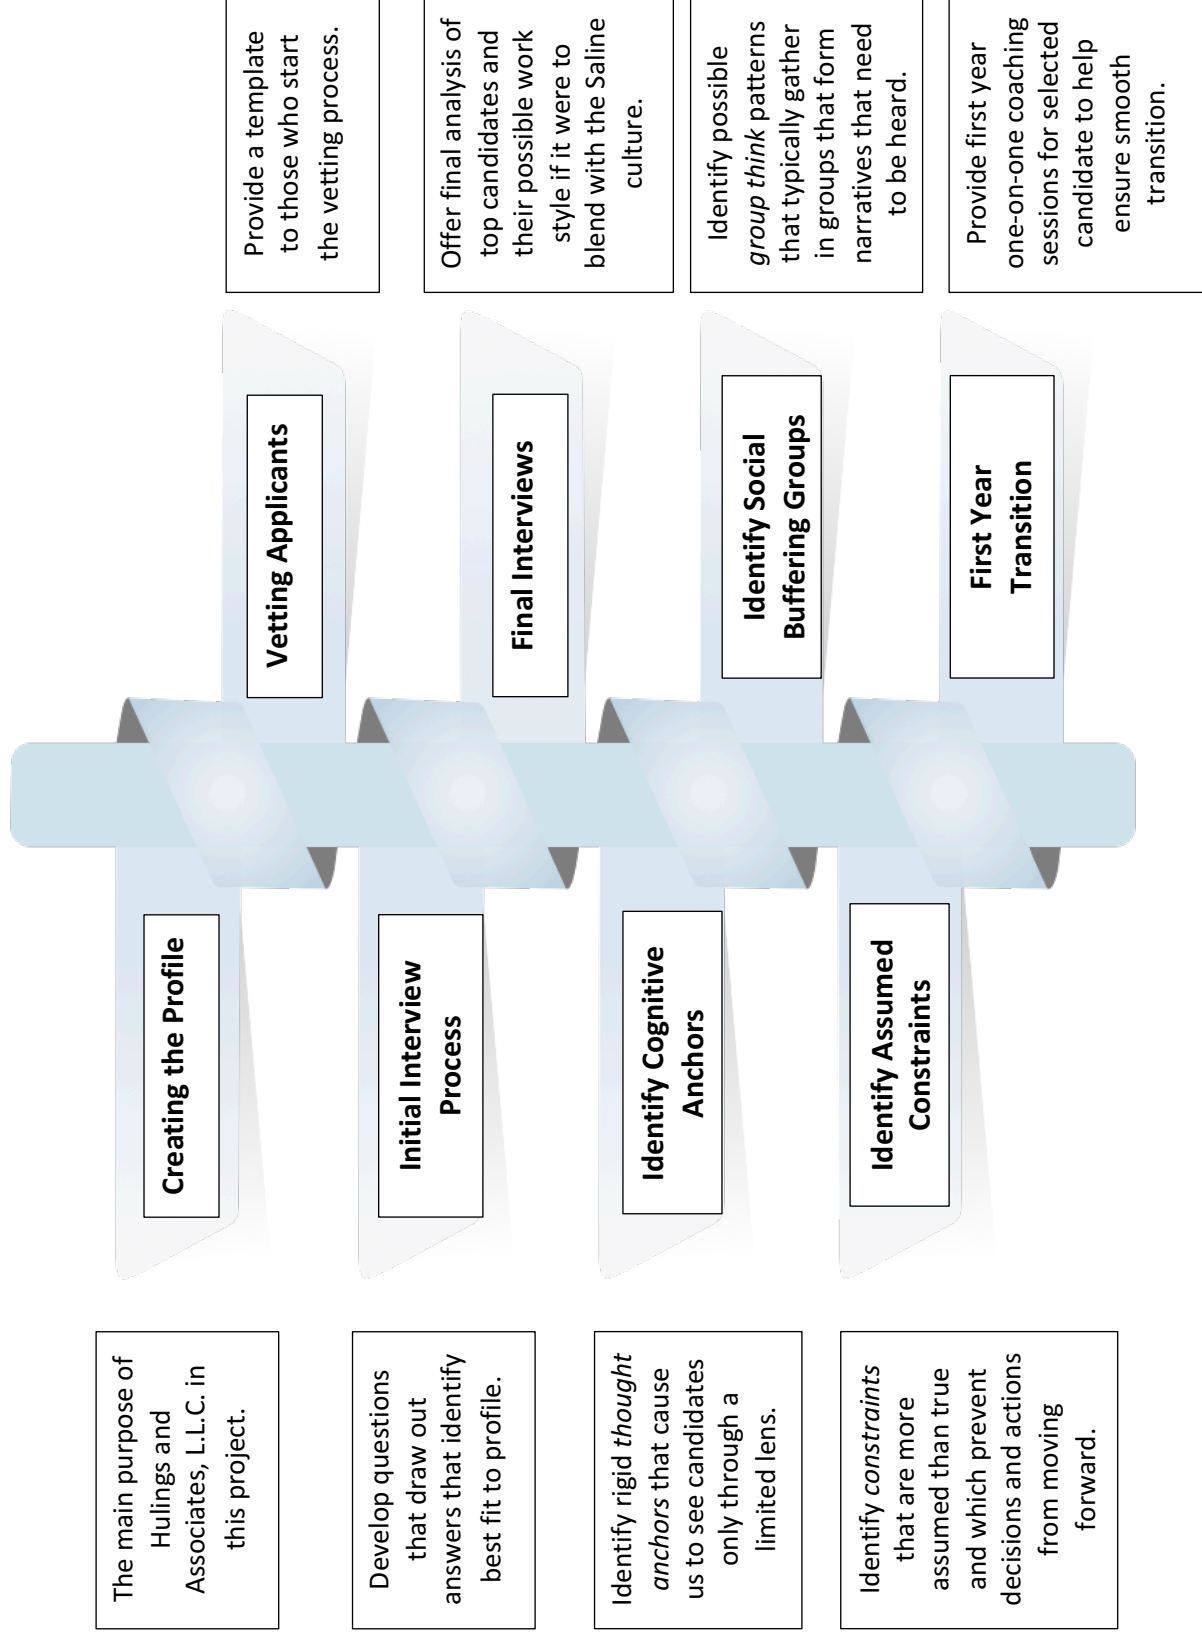 The main purpose of
Hulings and
Associates, L.L.C. in
this project.
Creating the Profile
Vetting Applicants
Provide a template
to those who start
the vetting process.
Develop questions
that draw out
answers that identify
best fit to profile.
Initial Interview
Process
Final Interviews
Offer final analysis of
top candidates and
their possible work
style if it were to
blend with the Saline
culture.
Identify rigid thought
anchors that cause
us to see candidates
only through a
limited lens.
Identify Cognitive
Anchors
Identify Social
Buffering Groups
Identify possible
group think patterns
that typically gather
in groups that form
narratives that need
to be heard.
Identify constraints
that are more
assumed than true
and which prevent
decisions and actions
from moving
forward.
Identify Assumed
Constraints
First Year
Transition
Provide first year
one-on-one coaching
sessions for selected
candidate to help
ensure smooth
transition.